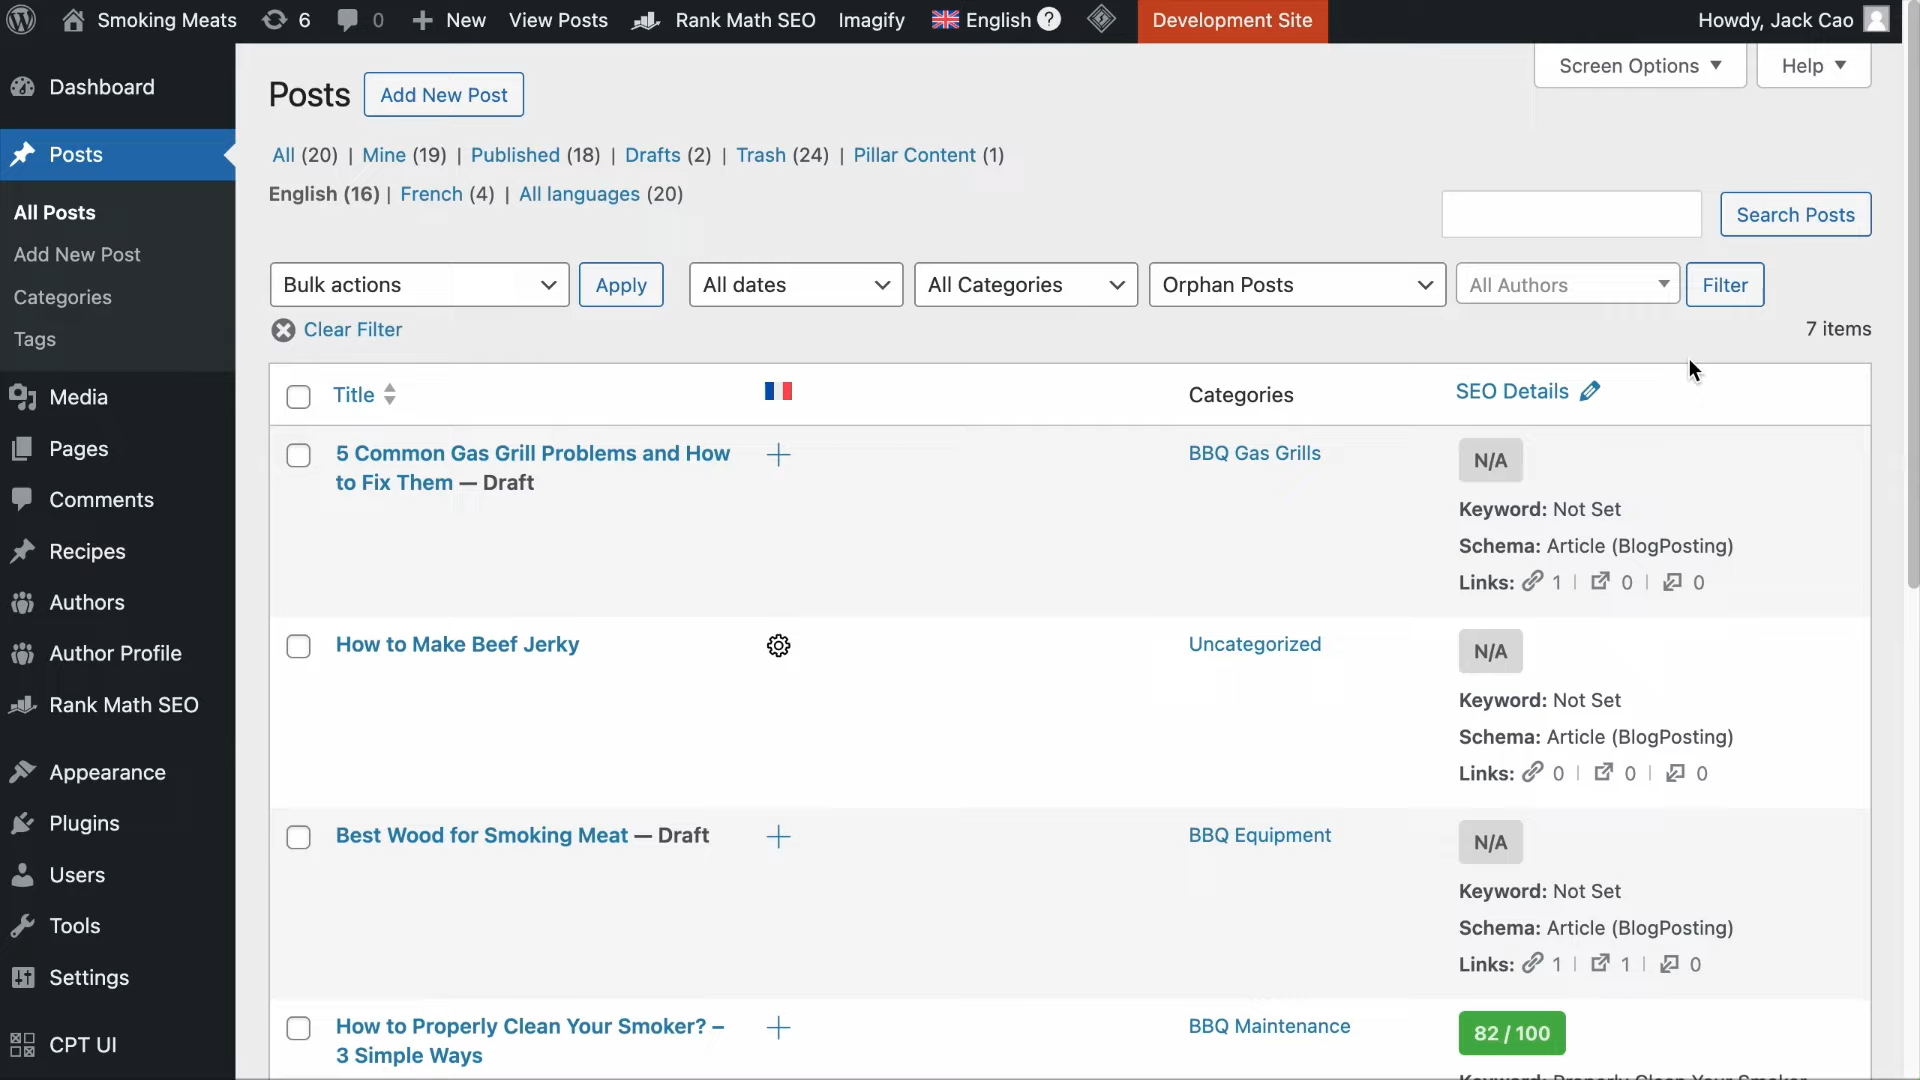 Smoking Meats 6 0 New View Posts Rank Math SEO Imagify English ? Development Site Howdy, Jack Cao
Screen Options Help
Dashboard
Posts
All Posts
Add New Post
Categories
Tags
Media
Pages
Comments
Recipes
Authors
Author Profile
Rank Math SEO
Appearance
Plugins
Users
Tools
Settings
CPT UI
Posts Add New Post
All (20) | Mine (19) | Published (18) | Drafts (2) | Trash (24) | Pillar Content (1)
English (16) | French (4) | All languages (20)
Search Posts
Bulk actions Apply All dates All Categories Orphan Posts All Authors Filter
Clear Filter 7 items
Title Categories SEO Details
5 Common Gas Grill Problems and How
to Fix Them — Draft
BBQ Gas Grills
N/A
Keyword: Not Set
Schema: Article (BlogPosting)
Links: 1 | 0 | 0
How to Make Beef Jerky
Uncategorized
N/A
Keyword: Not Set
Schema: Article (BlogPosting)
Links: 0 | 0 | 0
Best Wood for Smoking Meat — Draft
BBQ Equipment
N/A
Keyword: Not Set
Schema: Article (BlogPosting)
Links: 1 | 1 | 0
How to Properly Clean Your Smoker? –
3 Simple Ways
BBQ Maintenance
82 / 100
Keyword: Properly Clean Your Smoker